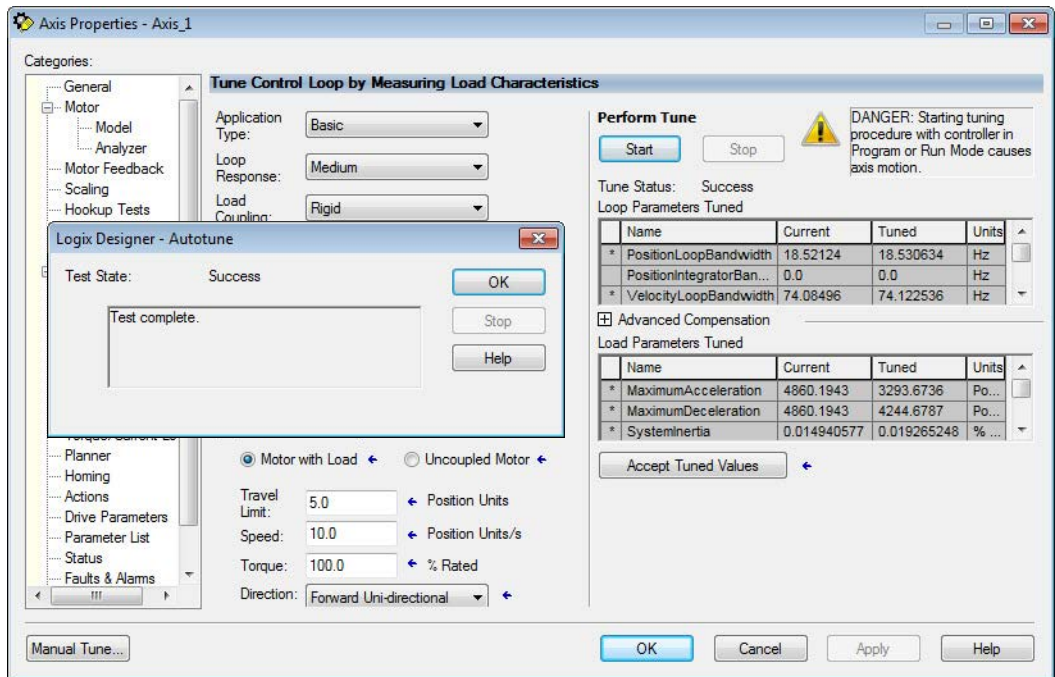 Axis Properties - Axis_1
Categories:
General
Motor
Model
Analyzer
Motor Feedback
Scaling
Hookup Tests
Planner
Homing
Actions
Drive Parameters
Parameter List
Status
Faults & Alarms
Tune Control Loop by Measuring Load Characteristics
Application Type: Basic
Loop Response: Medium
Load Coupling: Rigid
Logix Designer - Autotune
Test State: Success
Test complete.
OK
Stop
Help
Motor with Load Uncoupled Motor
Travel Limit: 5.0 Position Units
Speed: 10.0 Position Units/s
Torque: 100.0 % Rated
Direction: Forward Uni-directional
Perform Tune
Start Stop
DANGER: Starting tuning
procedure with controller in
Program or Run Mode causes
axis motion.
Tune Status: Success
Loop Parameters Tuned
Name Current Tuned Units
* PositionLoopBandwidth 18.52124 18.530634 Hz
PositionIntegratorBan... 0.0 0.0 Hz
* VelocityLoopBandwidth 74.08496 74.122536 Hz
Advanced Compensation
Load Parameters Tuned
Name Current Tuned Units
* MaximumAcceleration 4860.1943 3293.6736 Po...
* MaximumDeceleration 4860.1943 4244.6787 Po...
* SystemInertia 0.014940577 0.019265248 % ...
Accept Tuned Values
Manual Tune...
OK Cancel Apply Help